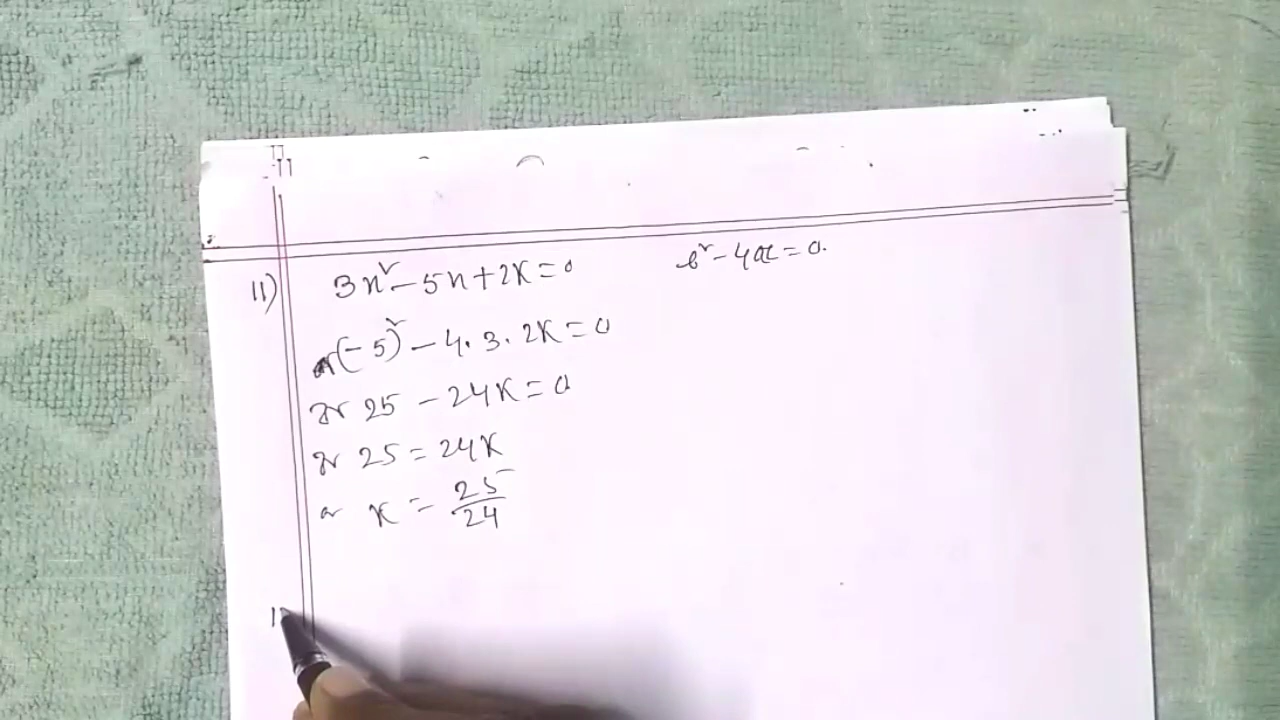 11) 3x² - 5x + 2K = 0 b² - 4ac = 0.
(-5)² - 4. 3. 2K = 0
or 25 - 24K = 0
or 25 = 24K
or K = 25/24
1